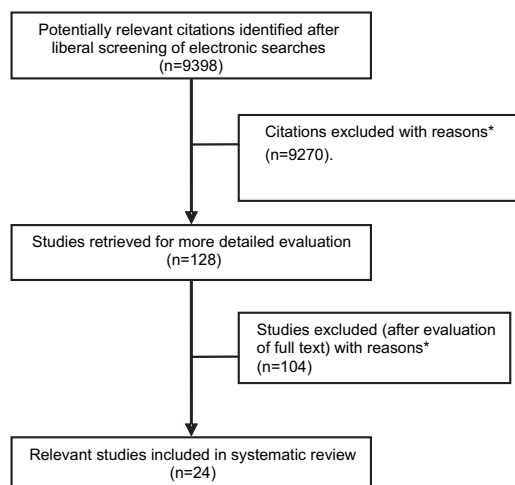 Potentially relevant citations identified after
liberal screening of electronic searches
(n=9398)
Citations excluded with reasons*
(n=9270).
Studies retrieved for more detailed evaluation
(n=128)
Studies excluded (after evaluation
of full text) with reasons*
(n=104)
Relevant studies included in systematic review
(n=24)